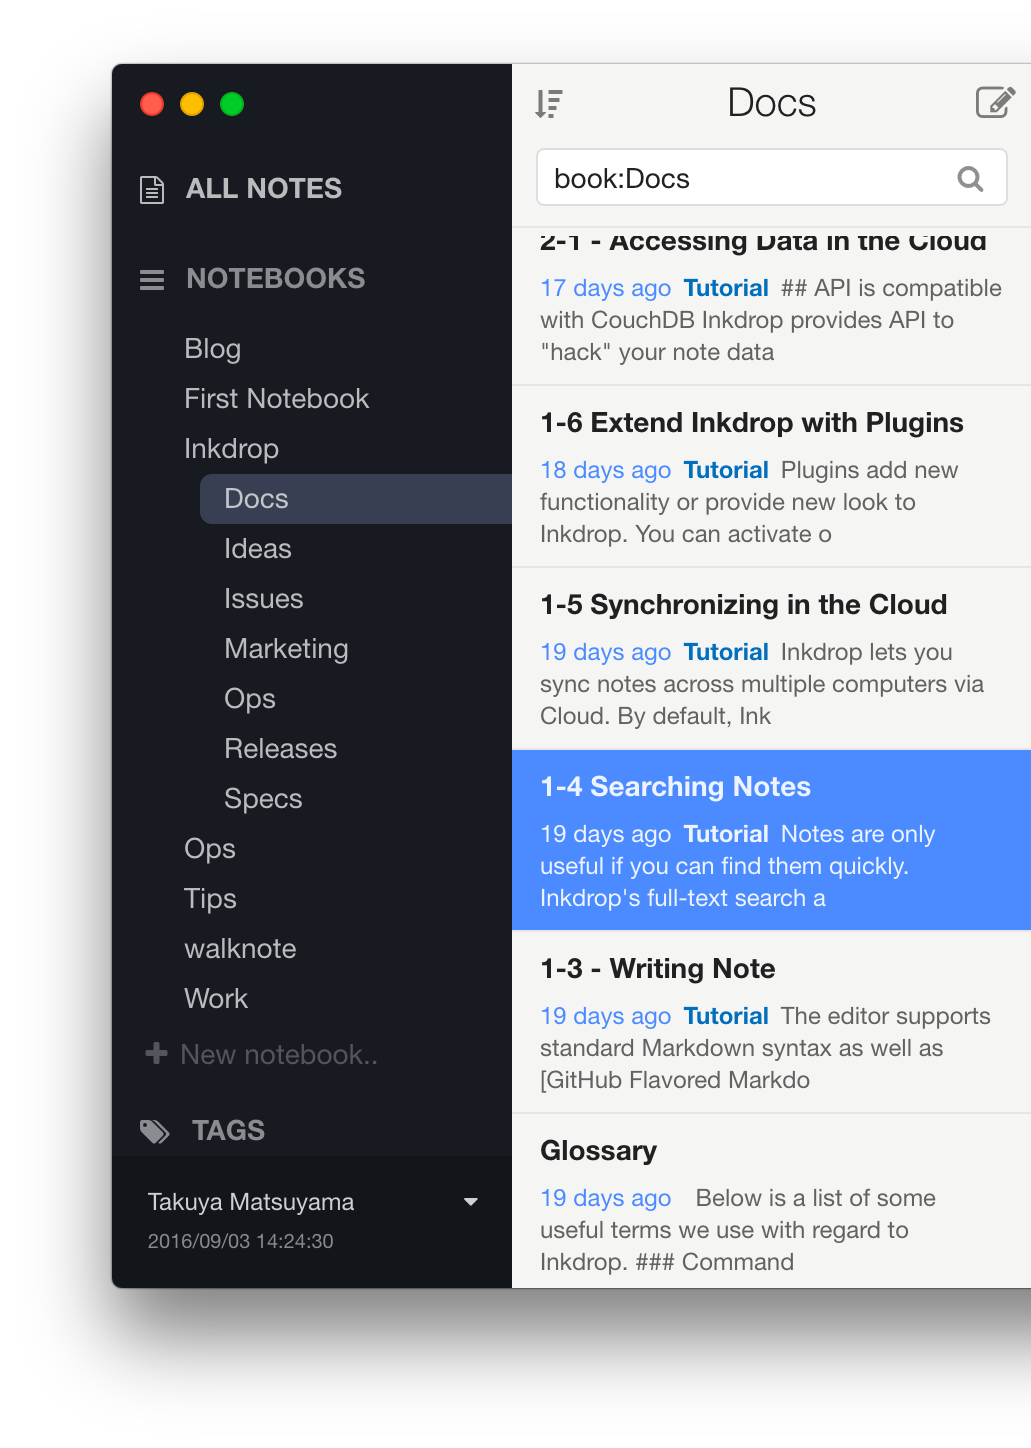 ALL NOTES
NOTEBOOKS
Blog
First Notebook
Inkdrop
Docs
Ideas
Issues
Marketing
Ops
Releases
Specs
Ops
Tips
walknote
Work
New notebook..
TAGS
Takuya Matsuyama
2016/09/03 14:24:30
Docs
book:Docs
2-1 - Accessing Data in the Cloud
17 days ago Tutorial ## API is compatible
with CouchDB Inkdrop provides API to
"hack" your note data
1-6 Extend Inkdrop with Plugins
18 days ago Tutorial Plugins add new
functionality or provide new look to
Inkdrop. You can activate o
1-5 Synchronizing in the Cloud
19 days ago Tutorial Inkdrop lets you
sync notes across multiple computers via
Cloud. By default, Ink
1-4 Searching Notes
19 days ago Tutorial Notes are only
useful if you can find them quickly.
Inkdrop's full-text search a
1-3 - Writing Note
19 days ago Tutorial The editor supports
standard Markdown syntax as well as
[GitHub Flavored Markdo
Glossary
19 days ago Below is a list of some
useful terms we use with regard to
Inkdrop. ### Command